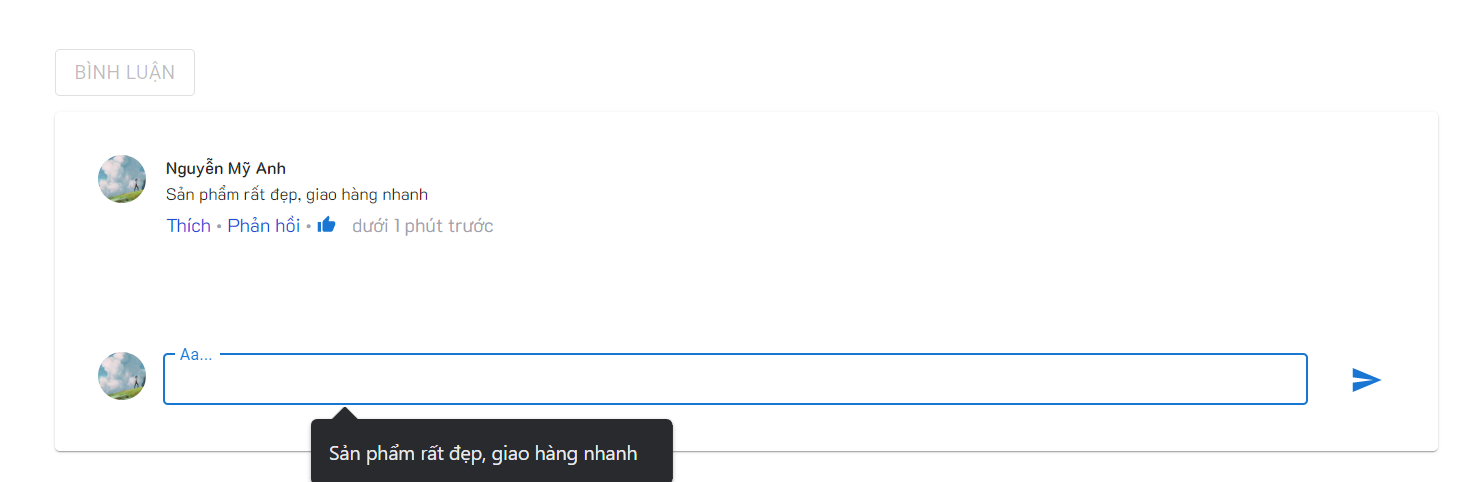 BÌNH LUẬN
Nguyễn Mỹ Anh
Sản phẩm rất đẹp, giao hàng nhanh
Thích • Phản hồi • dưới 1 phút trước
Aa...
Sản phẩm rất đẹp, giao hàng nhanh